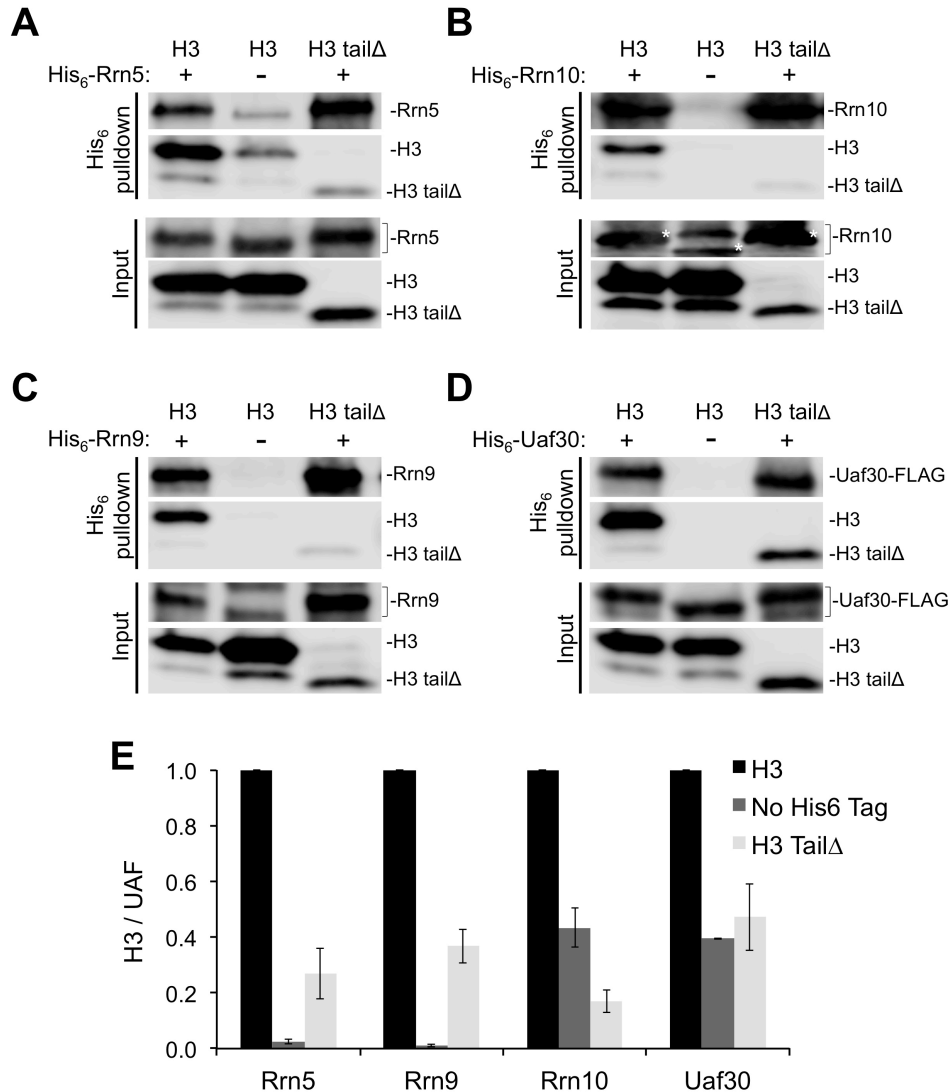 A
H3 H3 H3 tailΔ
His6-Rrn5: + - +
His6 pulldown
-Rrn5
-H3
-H3 tailΔ
Input
-Rrn5
-H3
-H3 tailΔ
B
H3 H3 H3 tailΔ
His6-Rrn10: + - +
His6 pulldown
-Rrn10
-H3
-H3 tailΔ
Input
* * *
-Rrn10
-H3
-H3 tailΔ
C
H3 H3 H3 tailΔ
His6-Rrn9: + - +
His6 pulldown
-Rrn9
-H3
-H3 tailΔ
Input
-Rrn9
-H3
-H3 tailΔ
D
H3 H3 H3 tailΔ
His6-Uaf30: + - +
His6 pulldown
-Uaf30-FLAG
-H3
-H3 tailΔ
Input
-Uaf30-FLAG
-H3
-H3 tailΔ
E
H3 / UAF
1.0
0.8
0.6
0.4
0.2
0.0
Rrn5 Rrn9 Rrn10 Uaf30
H3
No His6 Tag
H3 TailΔ